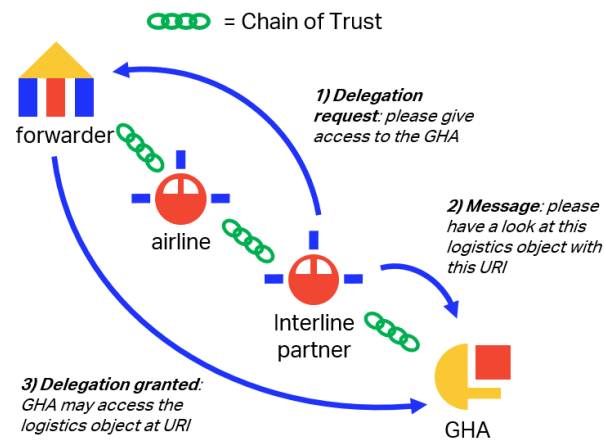 = Chain of Trust
forwarder
1) Delegation
request: please give
access to the GHA
airline
2) Message: please
have a look at this
logistics object with
this URI
Interline
partner
3) Delegation granted:
GHA may access the
logistics object at URI
GHA